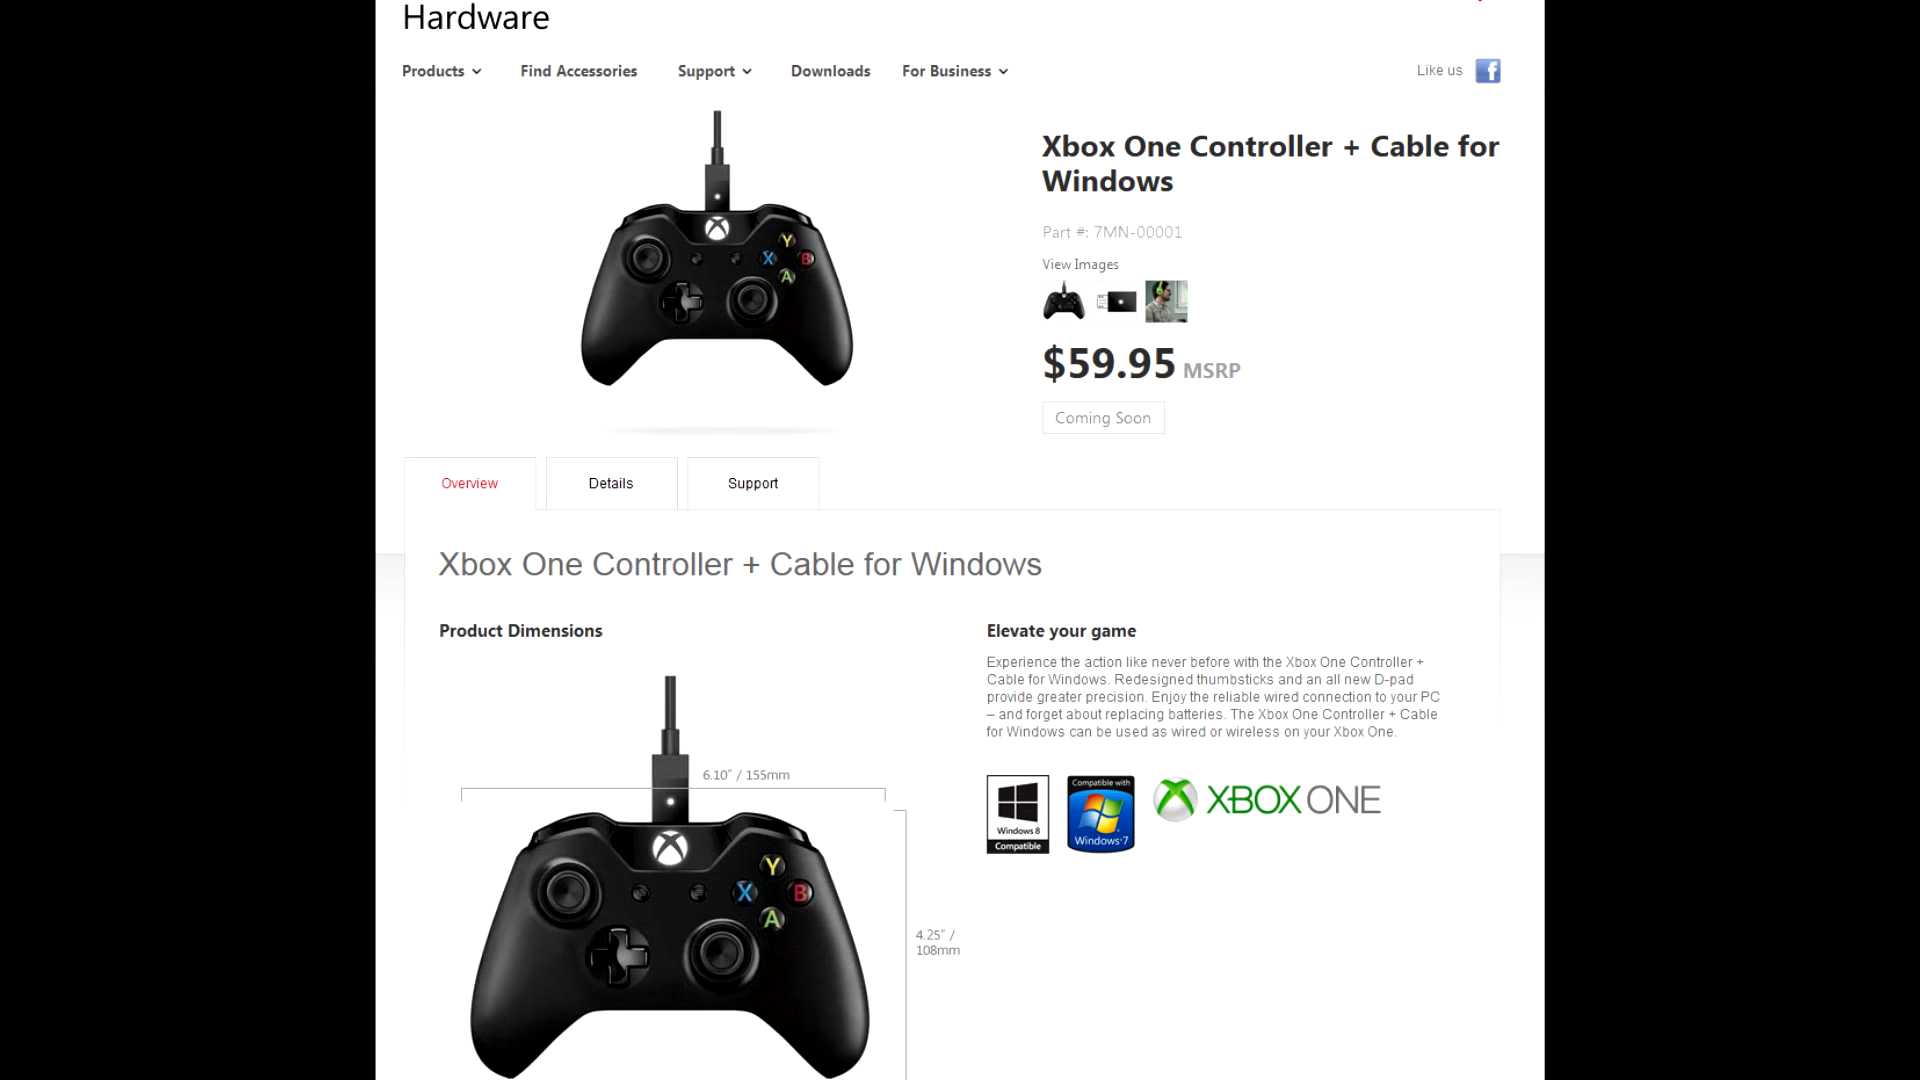 Hardware
Products
Find Accessories
Support
Downloads
For Business
Like us
f
Xbox One Controller + Cable for
Windows
Part #: 7MN-00001
View Images
$59.95 MSRP
Coming Soon
Y
X
B
A
Overview
Details
Support
Xbox One Controller + Cable for Windows
Product Dimensions
6.10" / 155mm
4.25" /
108mm
Y
X
B
A
Elevate your game
Experience the action like never before with the Xbox One Controller +
Cable for Windows. Redesigned thumbsticks and an all new D-pad
provide greater precision. Enjoy the reliable wired connection to your PC
– and forget about replacing batteries. The Xbox One Controller + Cable
for Windows can be used as wired or wireless on your Xbox One.
Windows 8
Compatible
Compatible with
Windows 7
XBOX ONE